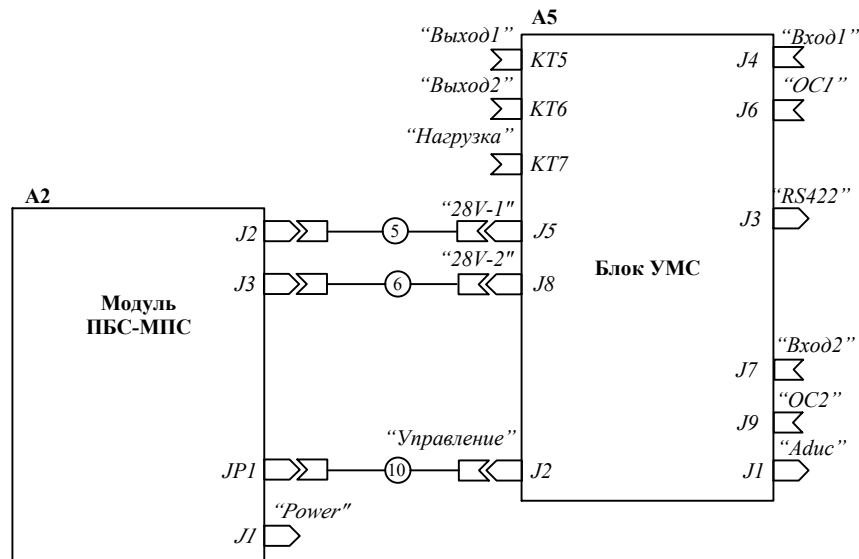 A5
“Выход1”
KT5
“Выход2”
KT6
“Нагрузка”
KT7
J4
“Вход1”
J6
“ОС1”
J3
“RS422”
Блок УМС
J7
“Вход2”
J9
“ОС2”
J1
“Aduc”
A2
Модуль
ПБС-МПС
J2
5
“28V-1"
J5
J3
6
“28V-2"
J8
JP1
10
“Управление”
J2
J1
“Power"